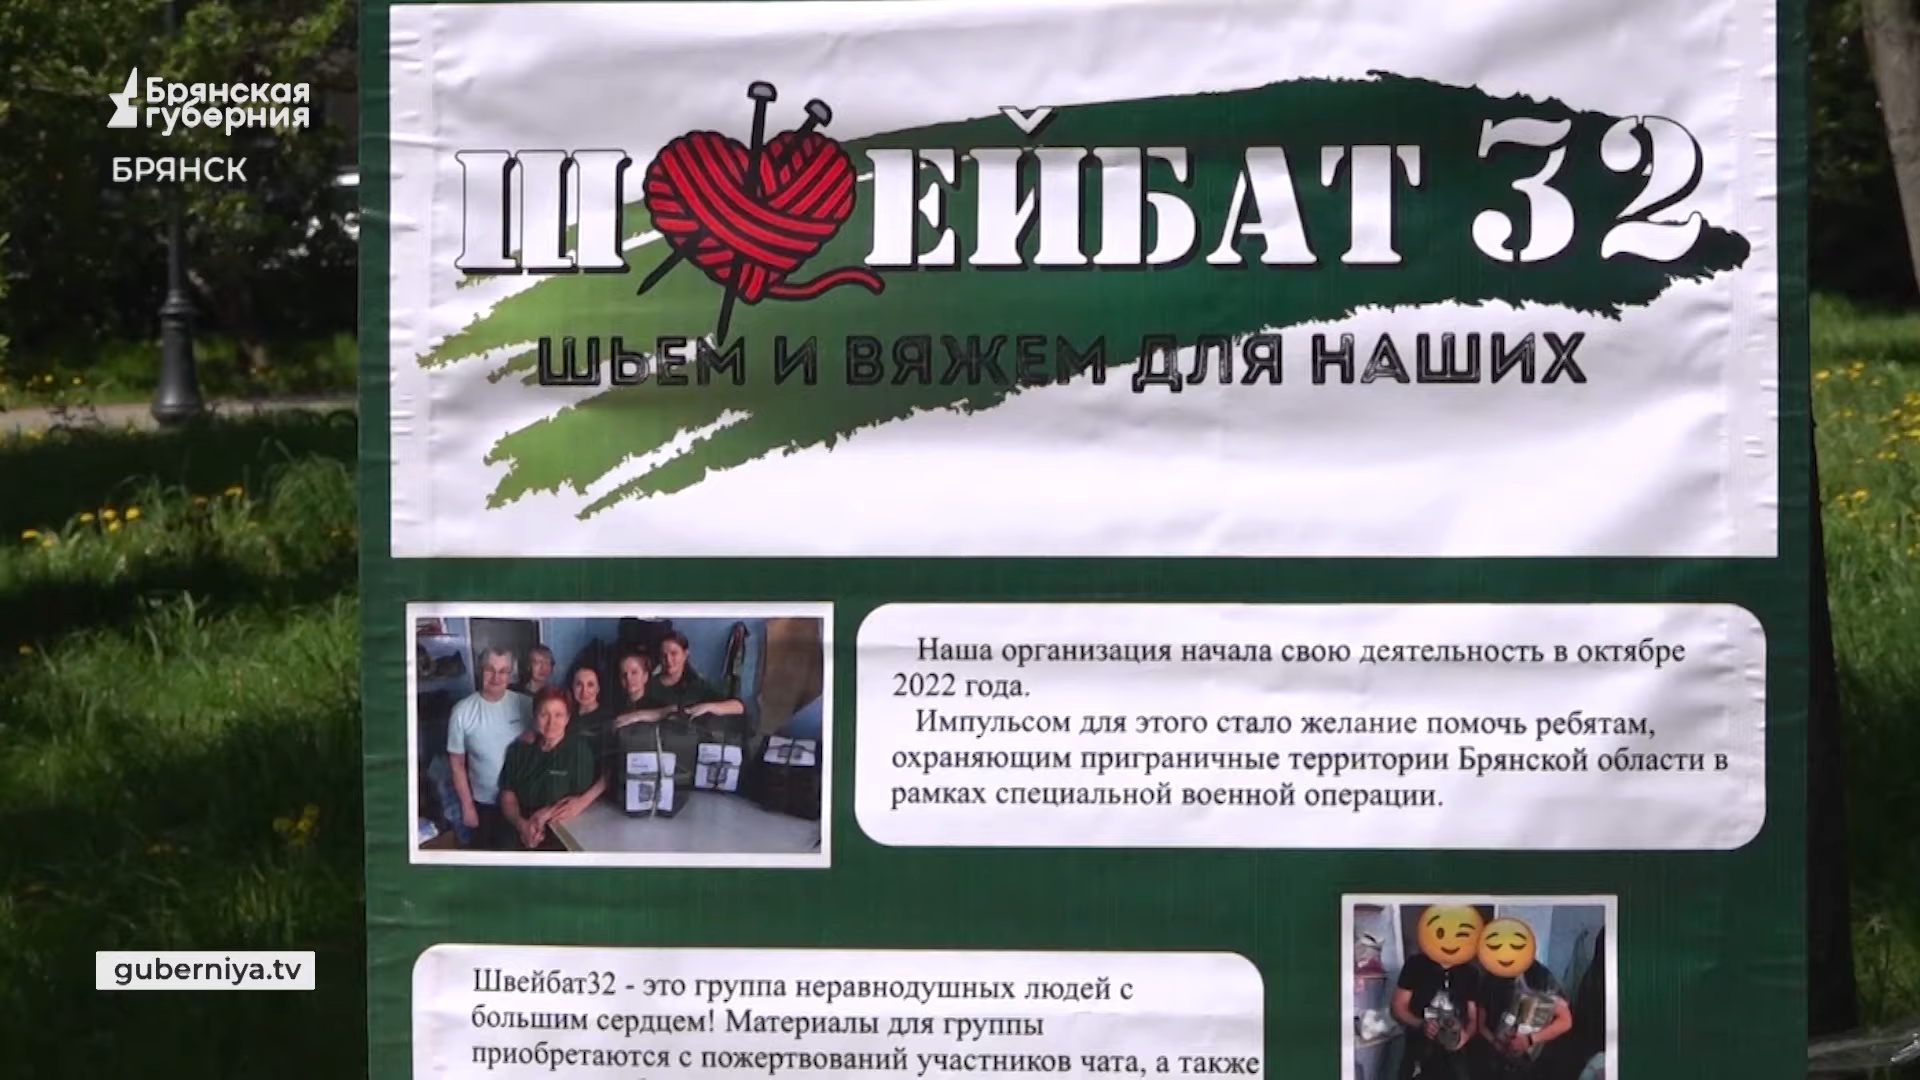 Брянская
губерния
БРЯНСК
ШВЕЙБАТ 32
ШЬЕМ И ВЯЖЕМ ДЛЯ НАШИХ
Наша организация начала свою деятельность в октябре
2022 года.
Импульсом для этого стало желание помочь ребятам,
охраняющим приграничные территории Брянской области в
рамках специальной военной операции.
guberniya.tv
Швейбат32 - это группа неравнодушных людей с
большим сердцем! Материалы для группы
приобретаются с пожертвований участников чата, а также